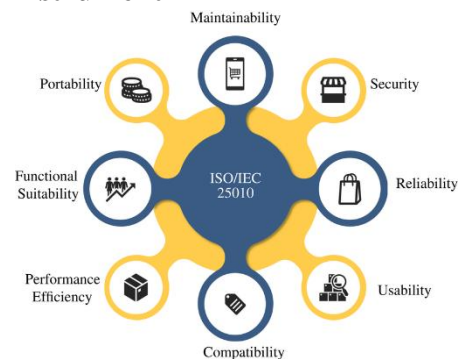 Maintainability
Portability
Security
Functional
Suitability
ISO/IEC
25010
Reliability
Performance
Efficiency
Usability
Compatibility